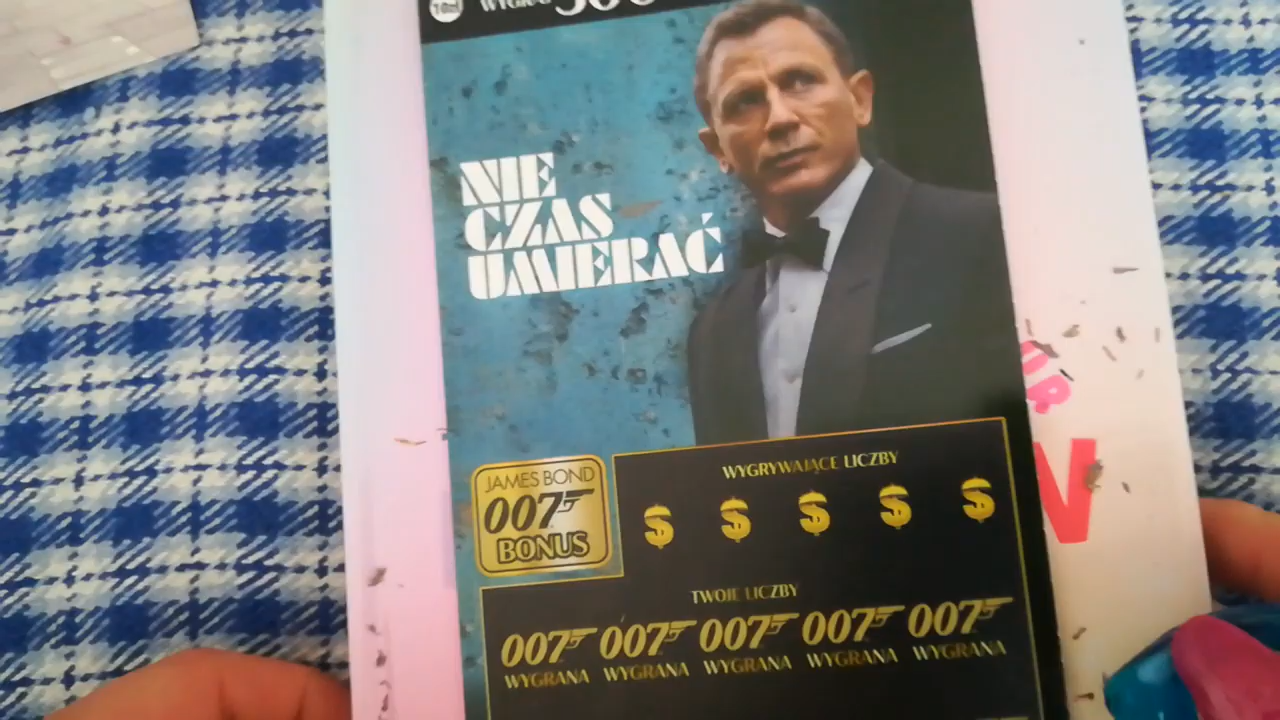 NIE
CZAS
UMIERAĆ
JAMES BOND
007
BONUS
WYGRYWAJĄCE LICZBY
$ $ $ $ $
TWOJE LICZBY
007 007 007 007 007
WYGRANA WYGRANA WYGRANA WYGRANA WYGRANA